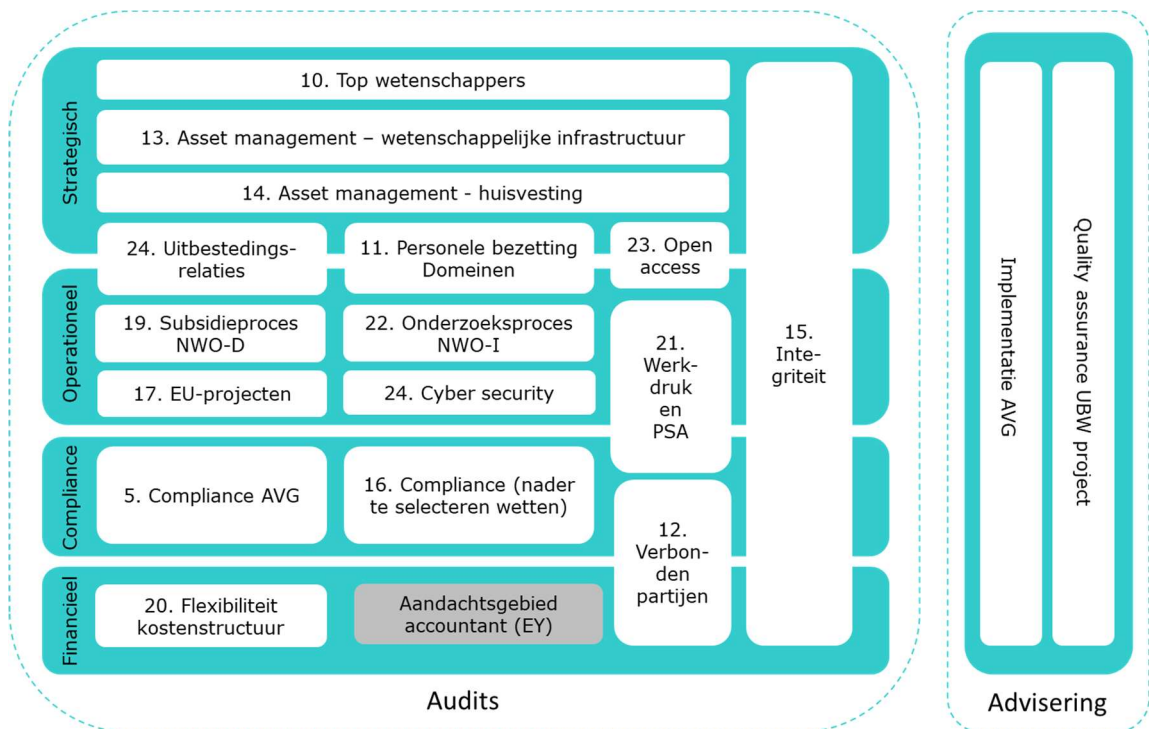 Strategisch
10. Top wetenschappers
13. Asset management – wetenschappelijke infrastructuur
14. Asset management - huisvesting
24. Uitbestedings-
relaties
11. Personele bezetting
Domeinen
23. Open
access
Operationeel
19. Subsidieproces
NWO-D
22. Onderzoeksproces
NWO-I
17. EU-projecten
24. Cyber security
21.
Werk-
druk
en
PSA
15.
Inte-
griteit
Compliance
5. Compliance AVG
16. Compliance (nader
te selecteren wetten)
12.
Verbon-
den
partijen
Financieel
20. Flexibiliteit
kostenstructuur
Aandachtsgebied
accountant (EY)
Audits
Implementatie AVG
Quality assurance UBW project
Advisering